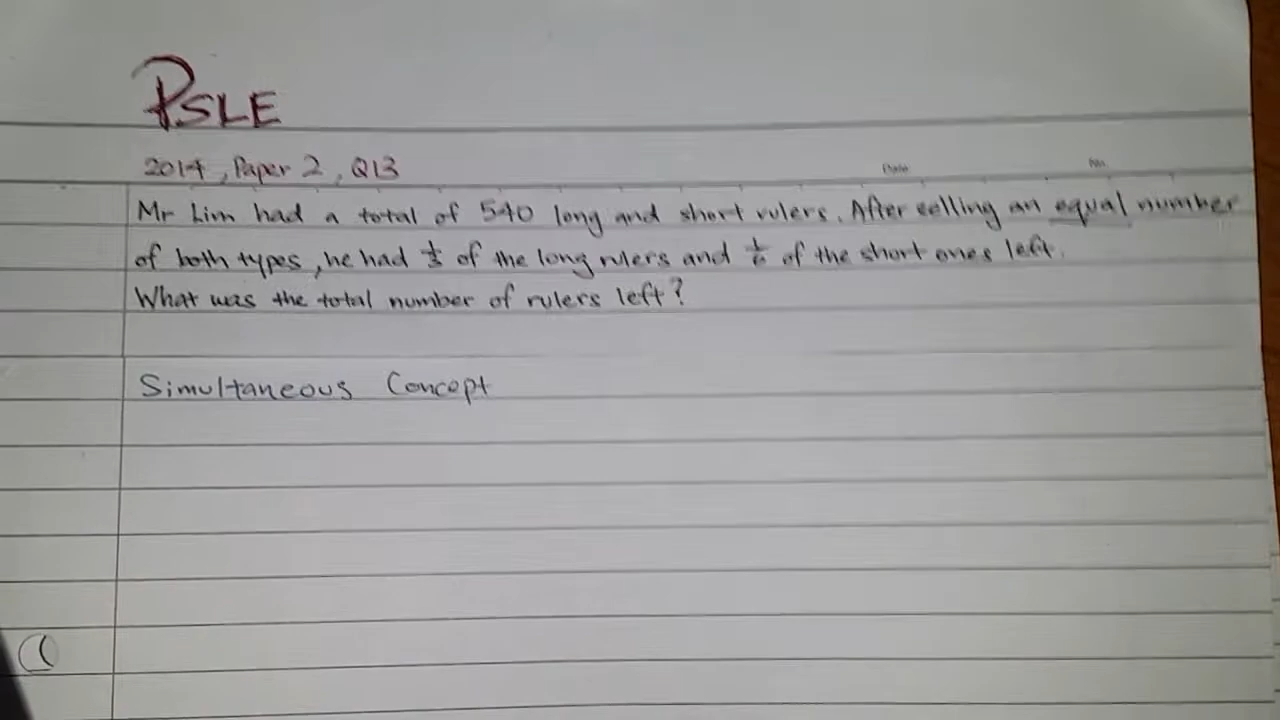 PSLE
2014, Paper 2, Q13
Date No.
Mr Lim had a total of 540 long and short rulers. After selling an equal number
of both types, he had 1/3 of the long rulers and 1/6 of the short ones left.
What was the total number of rulers left?
Simultaneous Concept